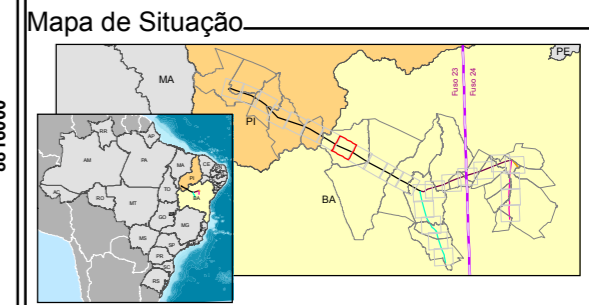 Mapa de Situação
PE
MA
PI
BA
Fuso 23
Fuso 24
RR
AP
AM
PA
MA
CE
PI
AC
RO
TO
BA
MT
GO
MG
MS
SP
PR
SC
RS